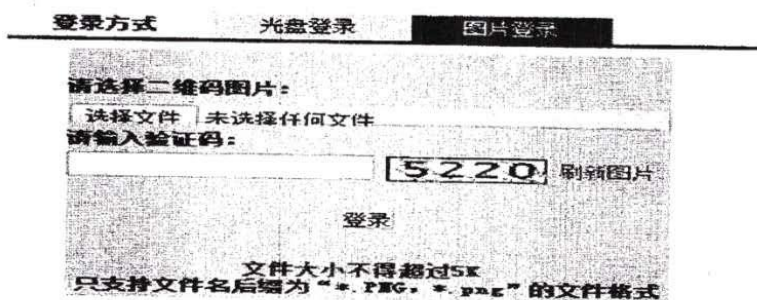 登录方式 光盘登录 图片登录
请选择二维码图片:
选择文件 未选择任何文件
请输入验证码:
5220 刷新图片
登录
文件大小不得超过5K
只支持文件名后缀为“*.PNG, *.png”的文件格式